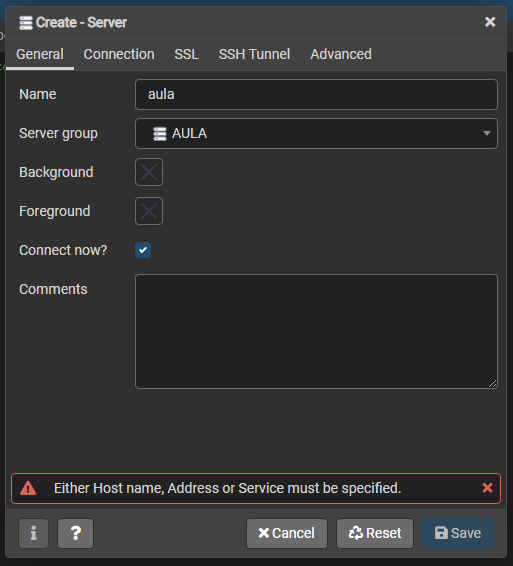 Create - Server
General Connection SSL SSH Tunnel Advanced
Name aula
Server group AULA
Background
Foreground
Connect now?
Comments
Either Host name, Address or Service must be specified.
i ? Cancel Reset Save